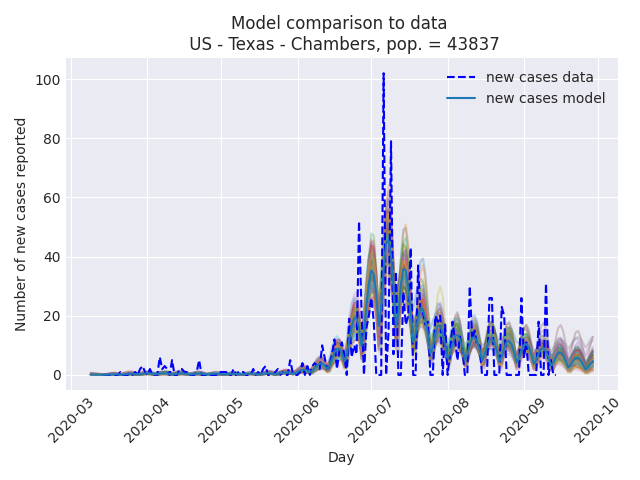 Model comparison to data
US - Texas - Chambers, pop. = 43837
new cases data
new cases model
Number of new cases reported
100
80
60
40
20
0
2020-03
2020-04
2020-05
2020-06
2020-07
2020-08
2020-09
2020-10
Day